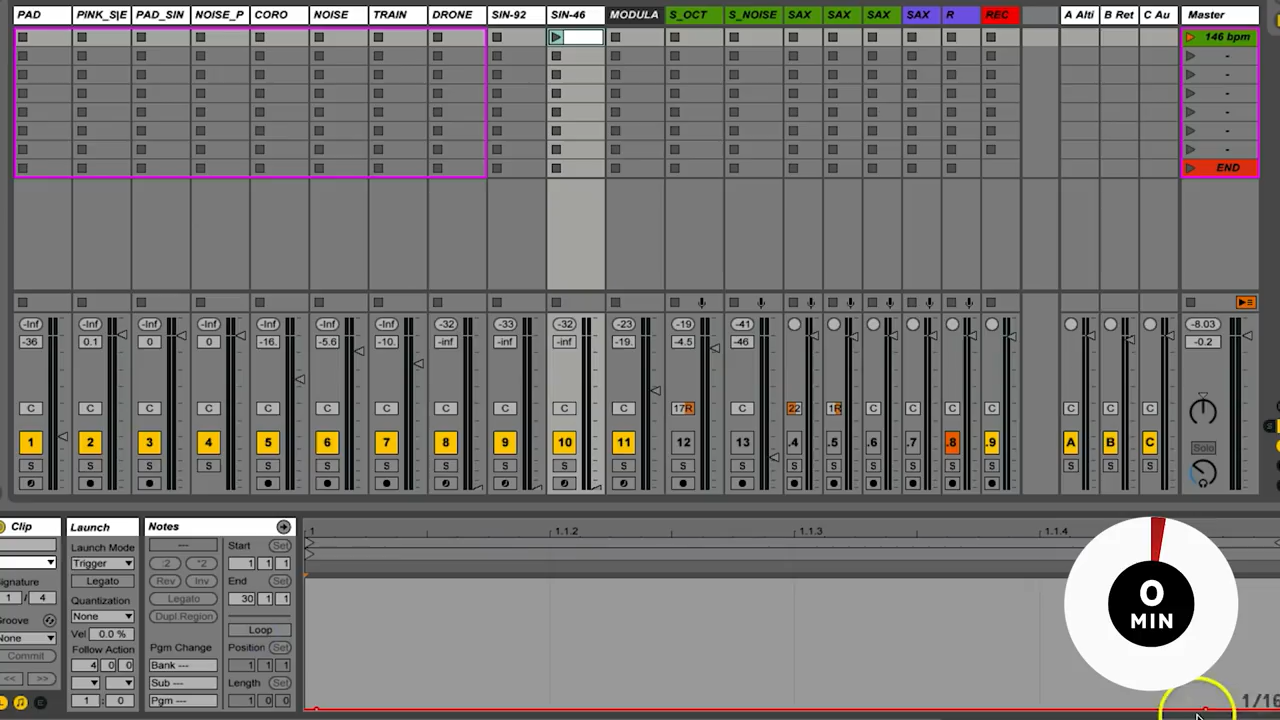 PAD PINK_S|E PAD_SIN NOISE_P CORO NOISE TRAIN DRONE SIN-92 SIN-46 MODULA S_OCT S_NOISE SAX SAX SAX SAX R REC A Alti B Ret C Au Master
146 bpm
-
-
-
-
-
-
END
-Inf -Inf -Inf -Inf -Inf -Inf -Inf -32 -33 -32 -23 -19 -41 -8.03
-36 0.1 0 0 -16. -5.6 -10. -inf -inf -inf -19. -4.5 -46 -0.2
C C C C C C C C C C C 17R C 22 1R C C C C C C C
1 2 3 4 5 6 7 8 9 10 11 12 13 .4 .5 .6 .7 .8 .9 A B C Solo
S S S S S S S S S S S S S S S S S S S S S S
Clip Launch Notes
1 1.1.2 1.1.3 1.1.4
Launch Mode --- Start Set
Trigger :2 *2 1 1 1
Signature Legato Rev Inv End Set
1 / 4 Quantization Legato 30 1 1
Groove None Dupl.Region
None Vel 0.0 % Loop
Commit Follow Action Pgm Change Position Set
<< >> 4 0 0 Bank --- 1 1 1
Sub --- Length Set
1 : 0 Pgm --- 1 0 0
0
MIN
1/16